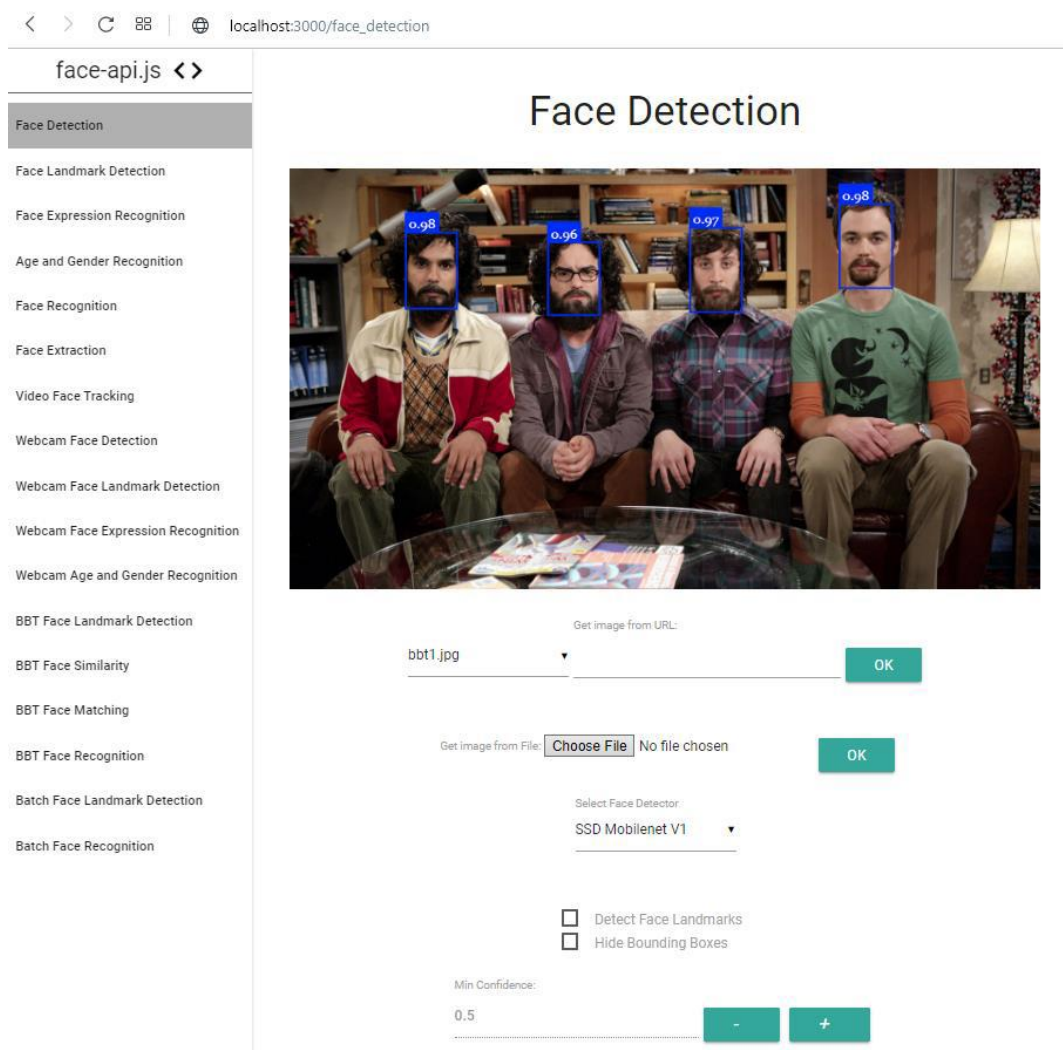 localhost:3000/face_detection
face-api.js
Face Detection
Face Landmark Detection
Face Expression Recognition
Age and Gender Recognition
Face Recognition
Face Extraction
Video Face Tracking
Webcam Face Detection
Webcam Face Landmark Detection
Webcam Face Expression Recognition
Webcam Age and Gender Recognition
BBT Face Landmark Detection
BBT Face Similarity
BBT Face Matching
BBT Face Recognition
Batch Face Landmark Detection
Batch Face Recognition
Face Detection
0.98
0.96
0.97
0.98
Get image from URL:
bbt1.jpg
OK
Get image from File: Choose File No file chosen
OK
Select Face Detector
SSD Mobilenet V1
Detect Face Landmarks
Hide Bounding Boxes
Min Confidence:
0.5
- +